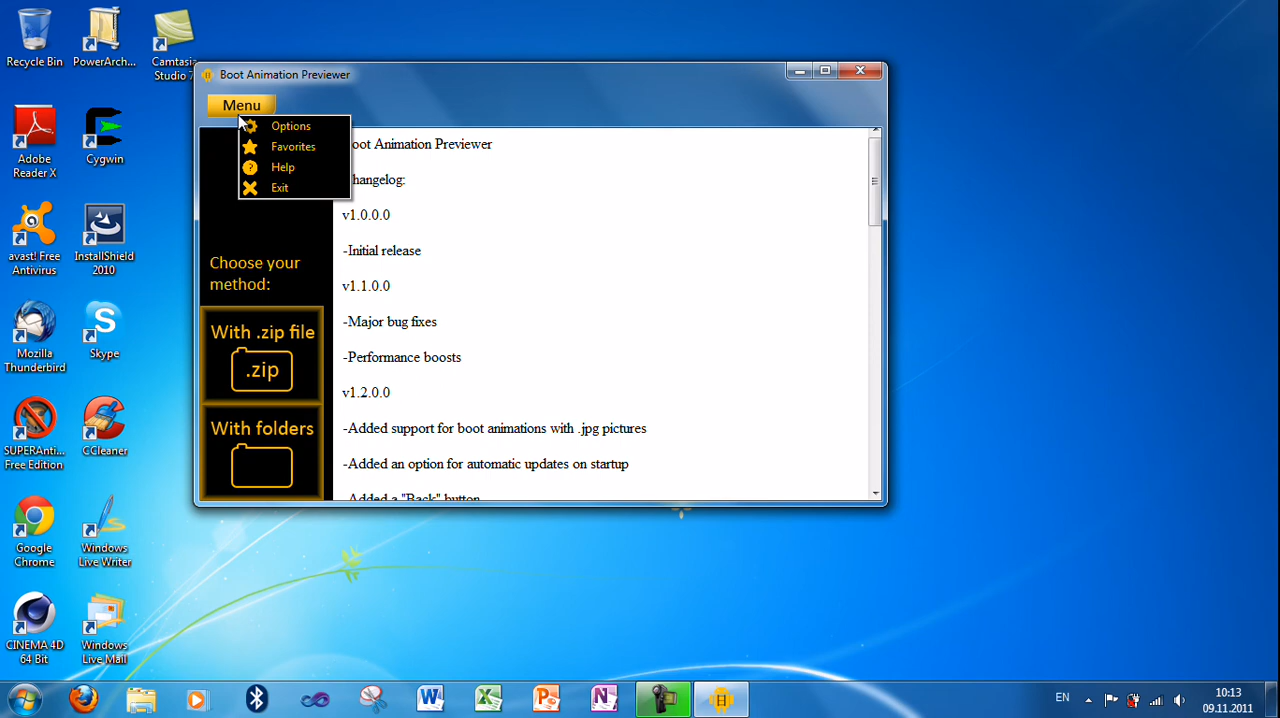 Recycle Bin
PowerArch...
Camtasia
Studio 7
Adobe
Reader X
Cygwin
avast! Free
Antivirus
InstallShield
2010
Mozilla
Thunderbird
Skype
SUPERAnti...
Free Edition
CCleaner
Google
Chrome
Windows
Live Writer
CINEMA 4D
64 Bit
Windows
Live Mail
Boot Animation Previewer
Menu
Options
Favorites
Help
Exit
Choose your
method:
With .zip file
.zip
With folders
oot Animation Previewer
hangelog:
v1.0.0.0
-Initial release
v1.1.0.0
-Major bug fixes
-Performance boosts
v1.2.0.0
-Added support for boot animations with .jpg pictures
-Added an option for automatic updates on startup
-Added a "Back" button
EN
10:13
09.11.2011